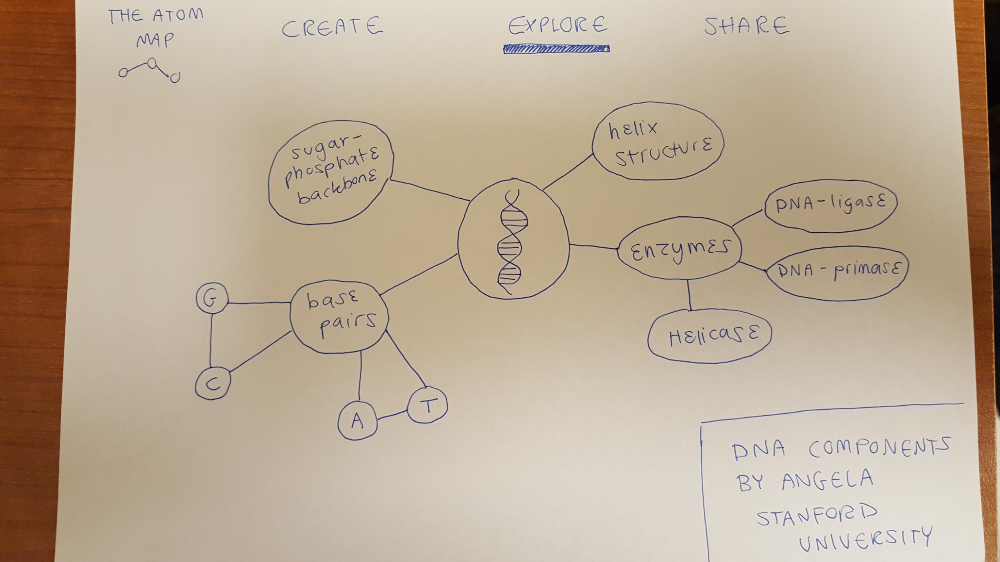 THE ATOM
MAP
CREATE
EXPLORE
SHARE
sugar-
phosphate
backbone
helix
structure
DNA-ligase
enzymes
DNA-primase
Helicase
base
pairs
G
C
A
T
DNA COMPONENTS
BY ANGELA
STANFORD
UNIVERSITY